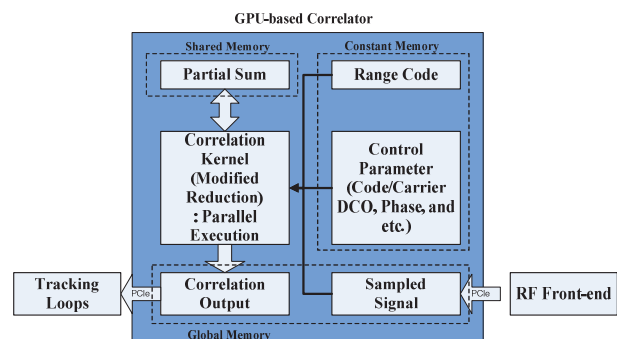 GPU-based Correlator
Shared Memory
Constant Memory
Partial Sum
Range Code
Correlation
Kernel
(Modified
Reduction)
: Parallel
Execution
Control
Parameter
(Code/Carrier
DCO, Phase, and
etc.)
Tracking
Loops
PCIe
Correlation
Output
Sampled
Signal
PCIe
RF Front-end
Global Memory